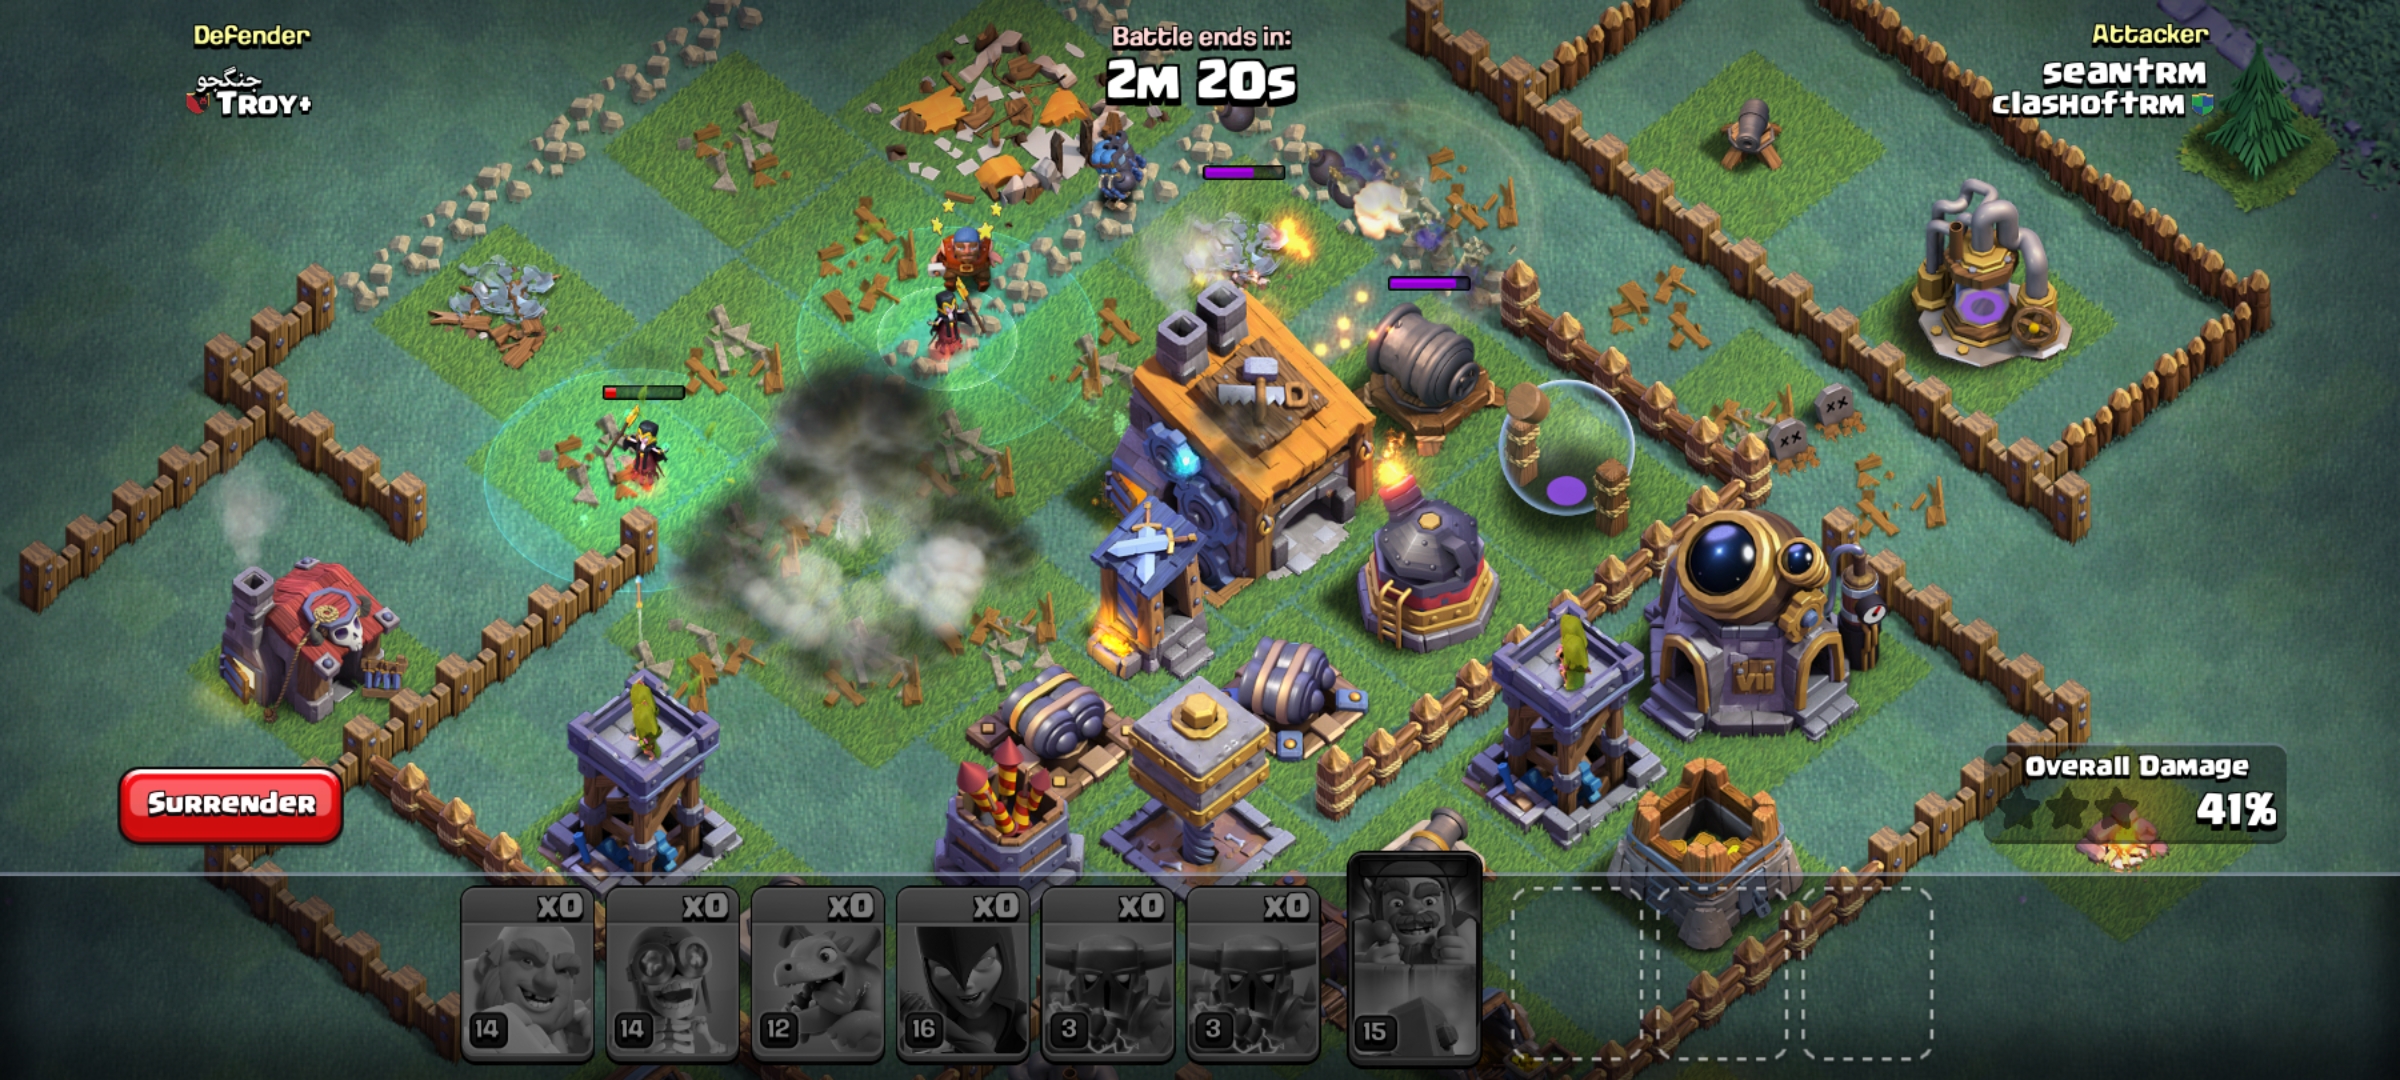 Defender
جنگجو
TROY+
Battle ends in:
2M 20s
Attacker
seantRM
clashoftRM
VII
Surrender
Overall Damage
41%
x0
x0
x0
x0
x0
x0
14
14
12
16
3
3
15